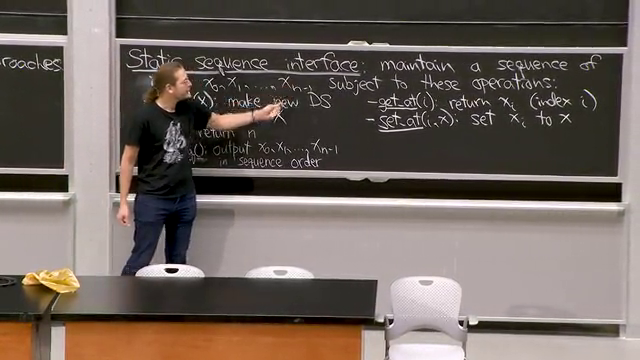 roaches
Static sequence interface: maintain a sequence of
x₀, x₁, ..., xₙ₋₁ subject to these operations:
(X): make new DS - get_at(i): return xᵢ (index i)
X - set_at(i,x): set xᵢ to x
return n
(): output x₀, x₁, ..., xₙ₋₁
in sequence order